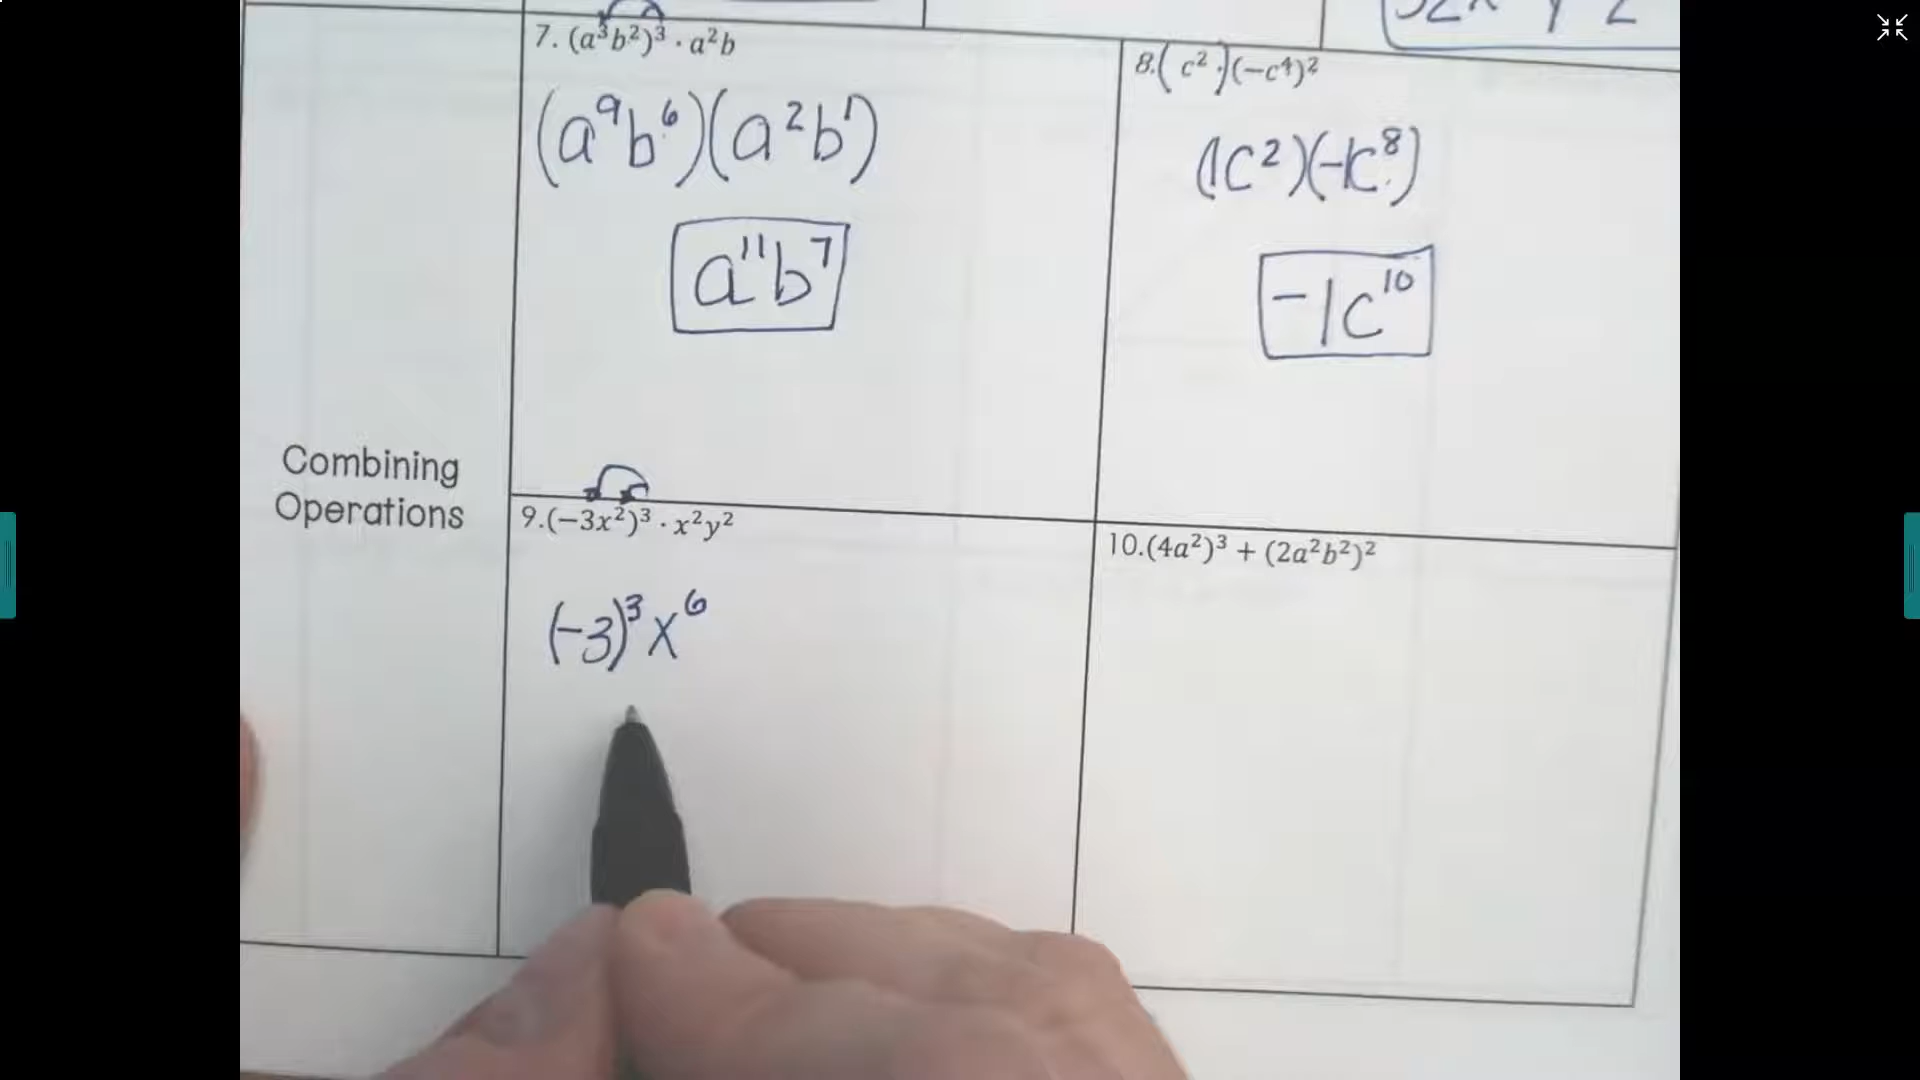 7. (a³b²)³ · a²b
(a⁹b⁶)(a²b¹)
a¹¹b⁷
8.( c² ·)(−c⁴)²
(1c²)(−1c⁸)
−1c¹⁰
Combining
Operations
9.(−3x²)³ · x²y²
(−3)³x⁶
10.(4a²)³ + (2a²b²)²